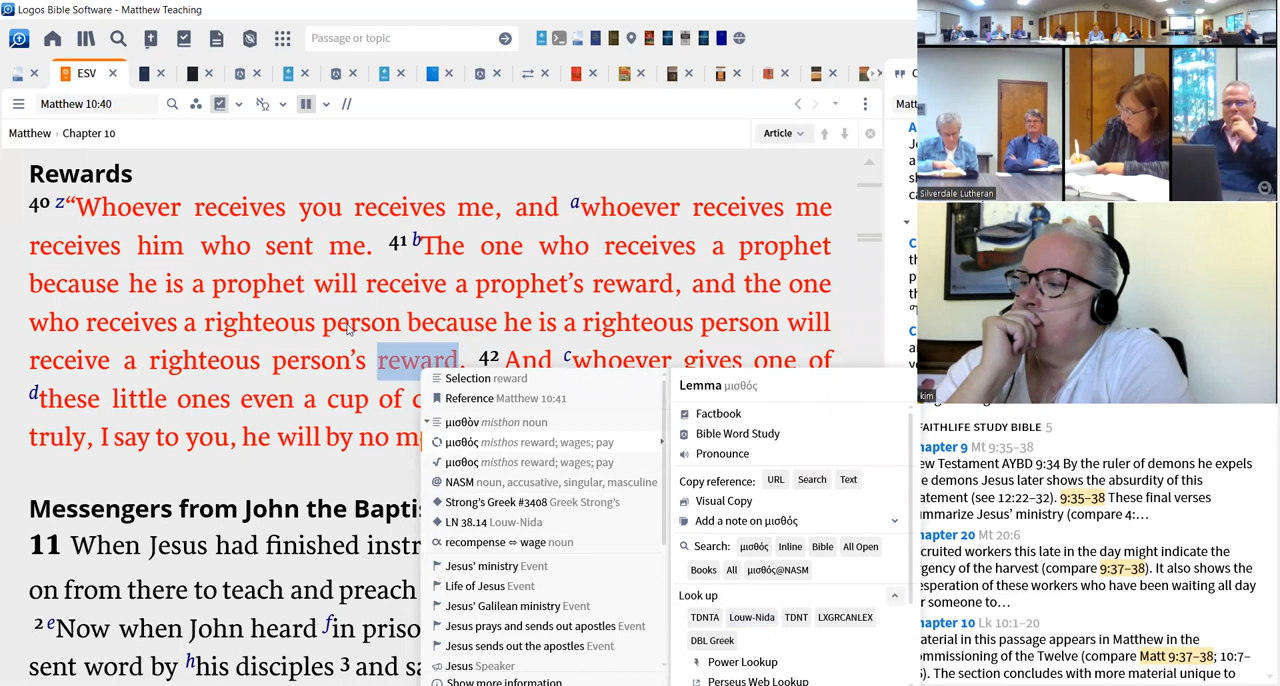 Logos Bible Software - Matthew Teaching
Passage or topic
ESV
Matthew 10:40
Matthew › Chapter 10
Article
Rewards
40 z“Whoever receives you receives me, and awhoever receives me
receives him who sent me. 41 bThe one who receives a prophet
because he is a prophet will receive a prophet’s reward, and the one
who receives a righteous person because he is a righteous person will
receive a righteous person’s reward. 42 And cwhoever gives one of
dthese little ones even a cup of
truly, I say to you, he will by no
Messengers from John the Bapti
11 When Jesus had finished instr
on from there to teach and preach
2 eNow when John heard fin priso
sent word by hhis disciples 3 and sa
Selection reward
Reference Matthew 10:41
μισθὸν misthon noun
μισθός misthos reward; wages; pay
μισθος misthos reward; wages; pay
NASM noun, accusative, singular, masculine
Strong’s Greek #3408 Greek Strong’s
LN 38.14 Louw-Nida
recompense ⇔ wage noun
Jesus’ ministry Event
Life of Jesus Event
Jesus’ Galilean ministry Event
Jesus prays and sends out apostles Event
Jesus sends out the apostles Event
Jesus Speaker
Show more information
Lemma μισθός
Factbook
Bible Word Study
Pronounce
Copy reference: URL Search Text
Visual Copy
Add a note on μισθός
Search: μισθός Inline Bible All Open
Books All μισθός@NASM
Look up
TDNTA Louw-Nida TDNT LXGRCANLEX
DBL Greek
Power Lookup
Perseus Web Lookup
Mat
Silverdale Lutheran
kim
FAITHLIFE STUDY BIBLE 5
hapter 9 Mt 9:35–38
ew Testament AYBD 9:34 By the ruler of demons he expels
e demons Jesus later shows the absurdity of this
atement (see 12:22–32). 9:35–38 These final verses
mmarize Jesus’ ministry (compare 4:…
hapter 20 Mt 20:6
cruited workers this late in the day might indicate the
gency of the harvest (compare 9:37–38). It also shows the
esperation of these workers who have been waiting all day
r someone to…
hapter 10 Lk 10:1–20
aterial in this passage appears in Matthew in the
mmissioning of the Twelve (compare Matt 9:37–38; 10:7–
). The section concludes with more material unique to